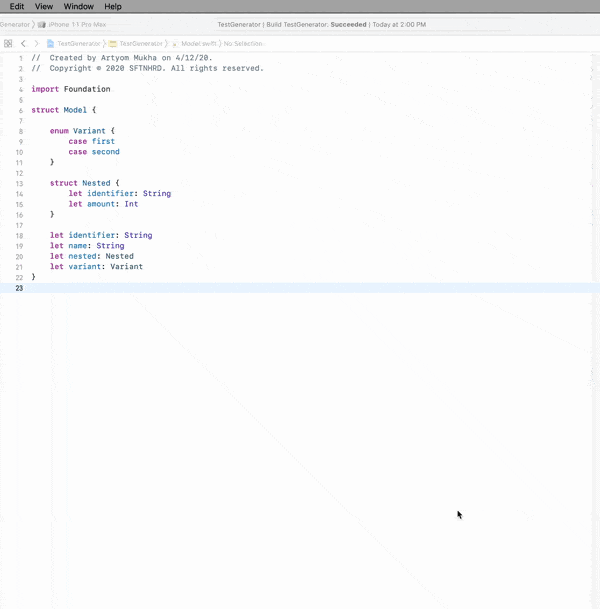 Edit View Window Help
Generator iPhone 11 Pro Max TestGenerator | Build TestGenerator: Succeeded | Today at 2:00 PM
TestGenerator TestGenerator Model.swift No Selection
1 // Created by Artyom Mukha on 4/12/20.
2 // Copyright © 2020 SFTNHRD. All rights reserved.
3
4 import Foundation
5
6 struct Model {
7
8 enum Variant {
9 case first
10 case second
11 }
12
13 struct Nested {
14 let identifier: String
15 let amount: Int
16 }
17
18 let identifier: String
19 let name: String
20 let nested: Nested
21 let variant: Variant
22 }
23